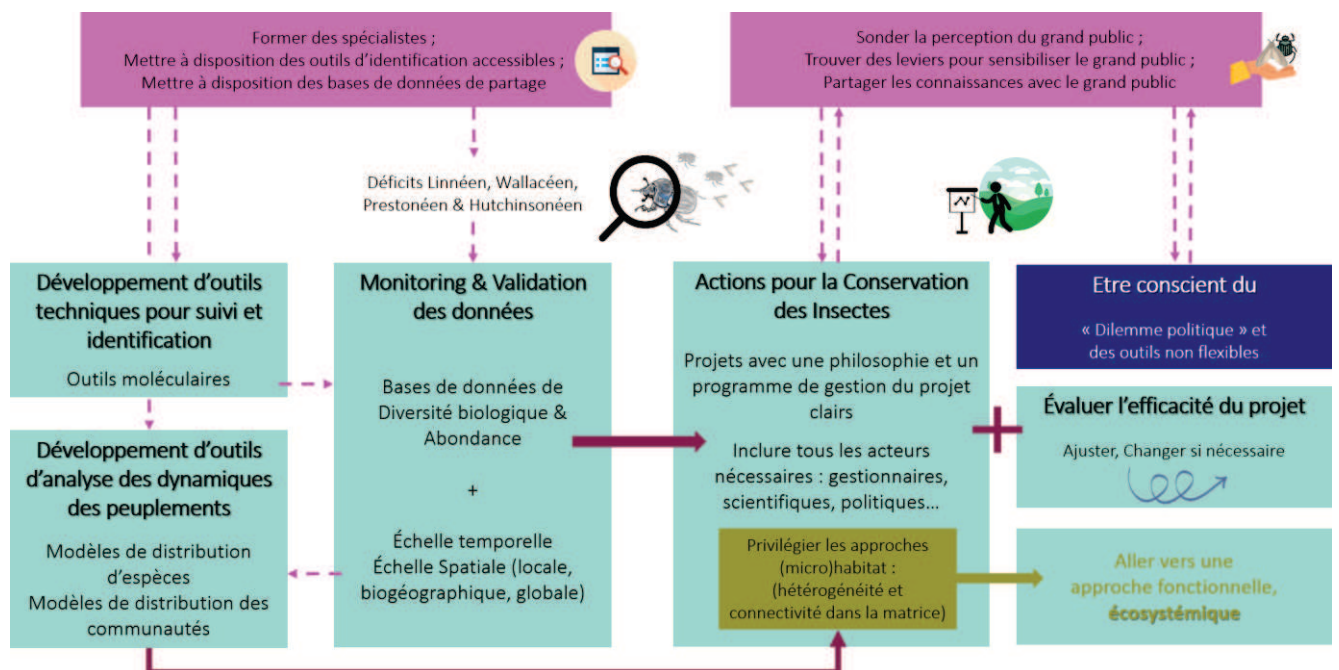 Former des spécialistes ;
Mettre à disposition des outils d'identification accessibles ;
Mettre à disposition des bases de données de partage
Sonder la perception du grand public ;
Trouver des leviers pour sensibiliser le grand public ;
Partager les connaissances avec le grand public
Déficits Linnéen, Wallacéen,
Prestonéen & Hutchinsonéen
Développement d'outils
techniques pour suivi et
identification
Outils moléculaires
Développement d'outils
d'analyse des dynamiques
des peuplements
Modèles de distribution
d'espèces
Modèles de distribution des
communautés
Monitoring & Validation
des données
Bases de données de
Diversité biologique &
Abondance
+
Échelle temporelle
Échelle Spatiale (locale,
biogéographique, globale)
Actions pour la Conservation
des Insectes
Projets avec une philosophie et un
programme de gestion du projet
clairs
Inclure tous les acteurs
nécessaires : gestionnaires,
scientifiques, politiques...
Privilégier les approches
(micro)habitat :
(hétérogénéité et
connectivité dans la matrice)
Etre conscient du
« Dilemme politique » et
des outils non flexibles
Évaluer l'efficacité du projet
Ajuster, Changer si nécessaire
Aller vers une
approche fonctionnelle,
écosystémique